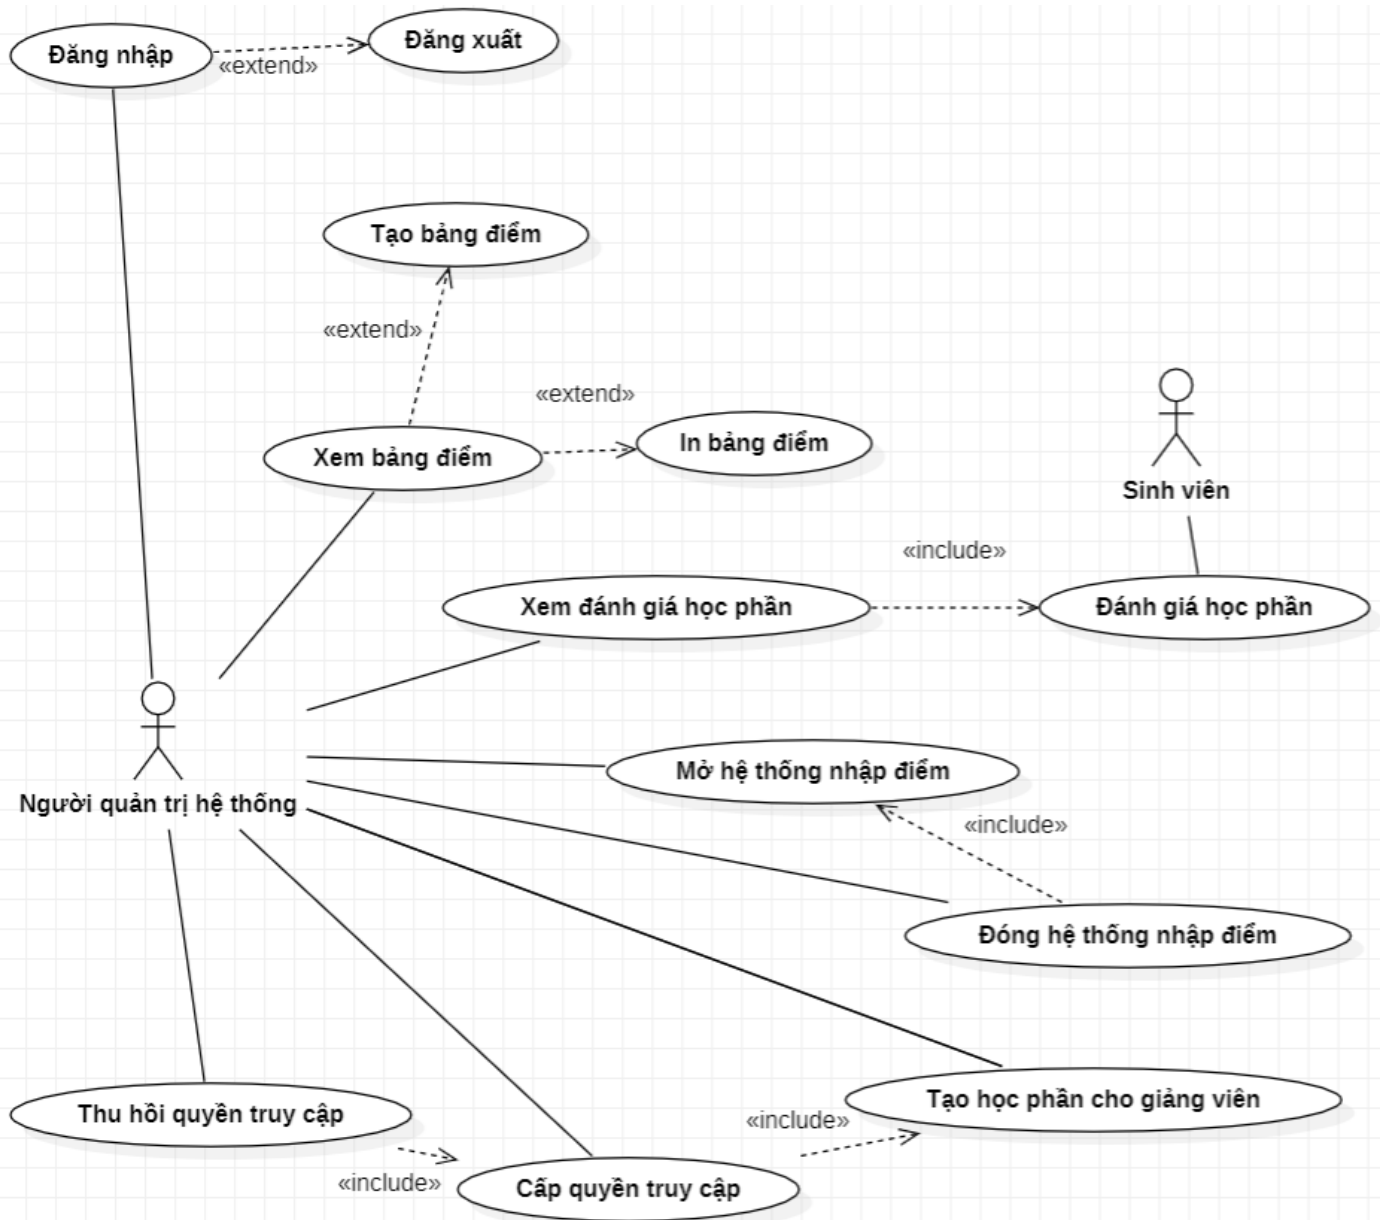 Đăng nhập
«extend»
Đăng xuất
Tạo bảng điểm
«extend»
«extend»
Xem bảng điểm
In bảng điểm
Sinh viên
«include»
Xem đánh giá học phần
Đánh giá học phần
Mở hệ thống nhập điểm
Người quản trị hệ thống
«include»
Đóng hệ thống nhập điểm
Tạo học phần cho giảng viên
Thu hồi quyền truy cập
«include»
«include»
Cấp quyền truy cập